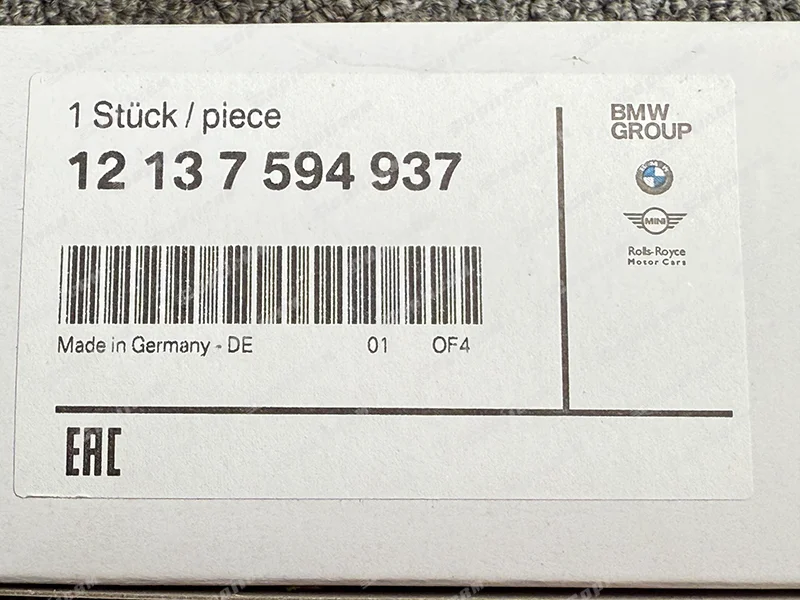 1 Stück / piece
12 13 7 594 937
Made in Germany - DE 01 OF4
EAC
BMW
GROUP
MINI
Rolls-Royce
Motor Cars